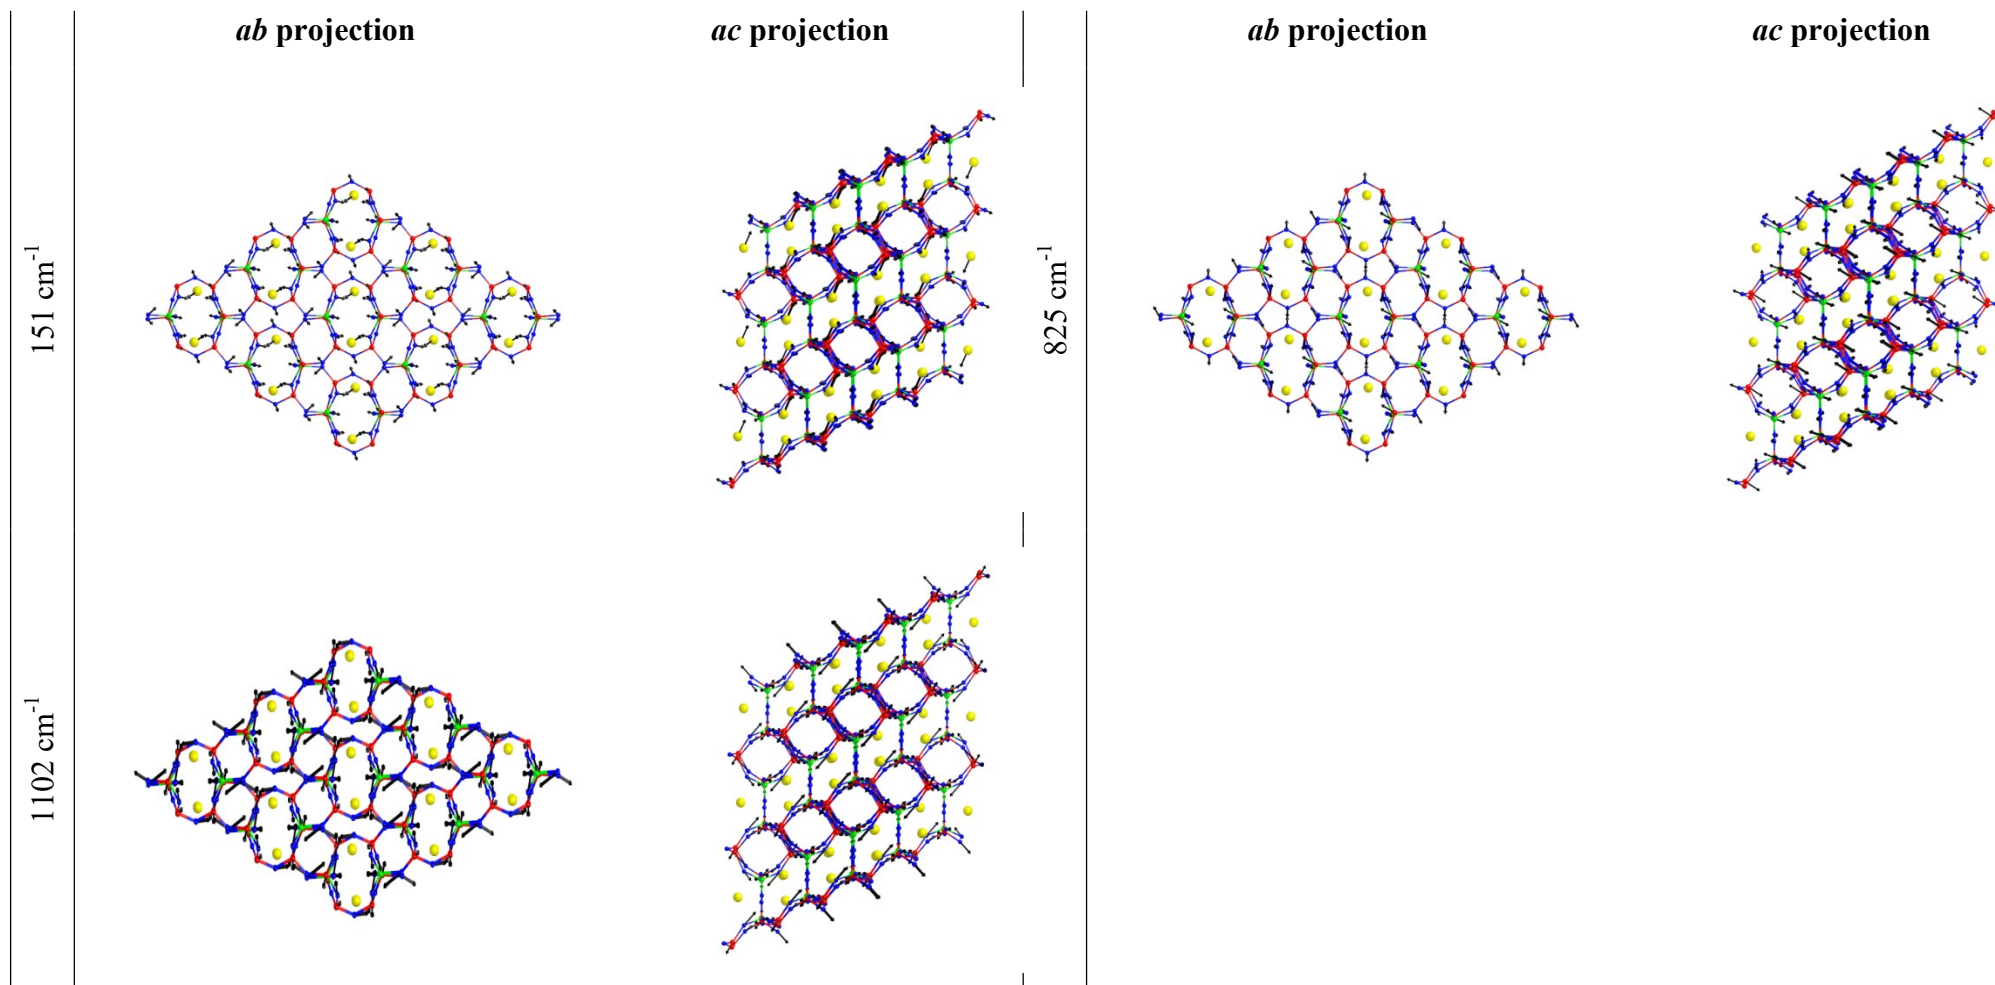 ab projection ac projection ab projection ac projection
151 cm⁻¹
825 cm⁻¹
1102 cm⁻¹